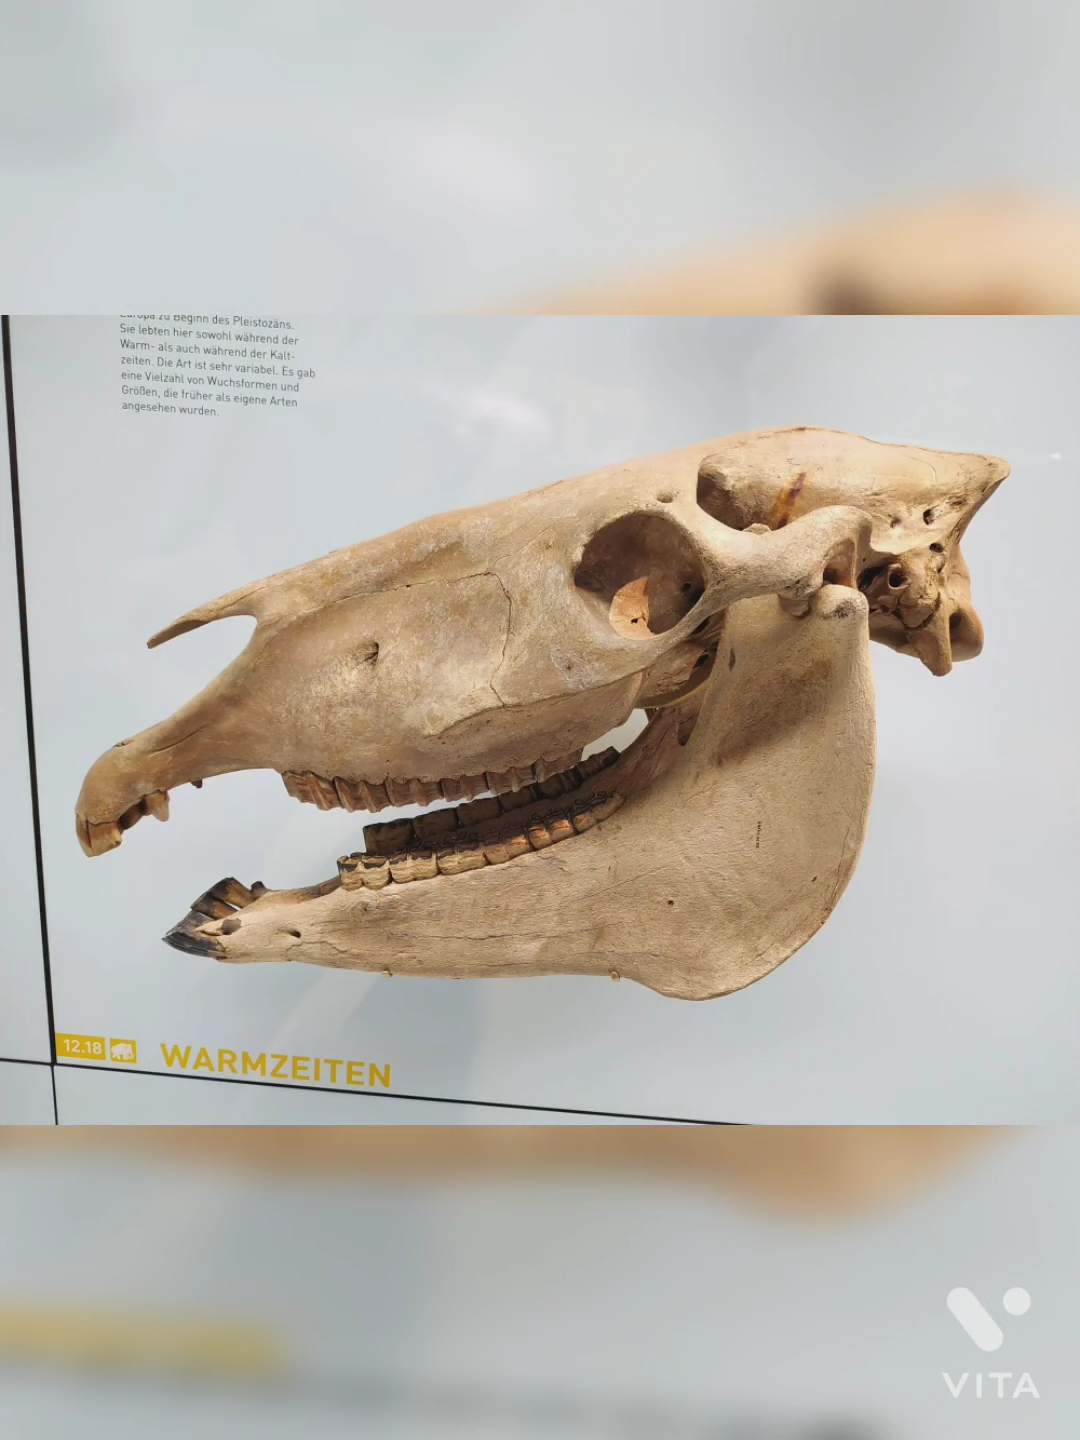 Europa zu Beginn des Pleistozäns.
Sie lebten hier sowohl während der
Warm- als auch während der Kalt-
zeiten. Die Art ist sehr variabel. Es gab
eine Vielzahl von Wuchsformen und
Größen, die früher als eigene Arten
angesehen wurden.
12.18
WARMZEITEN
VITA